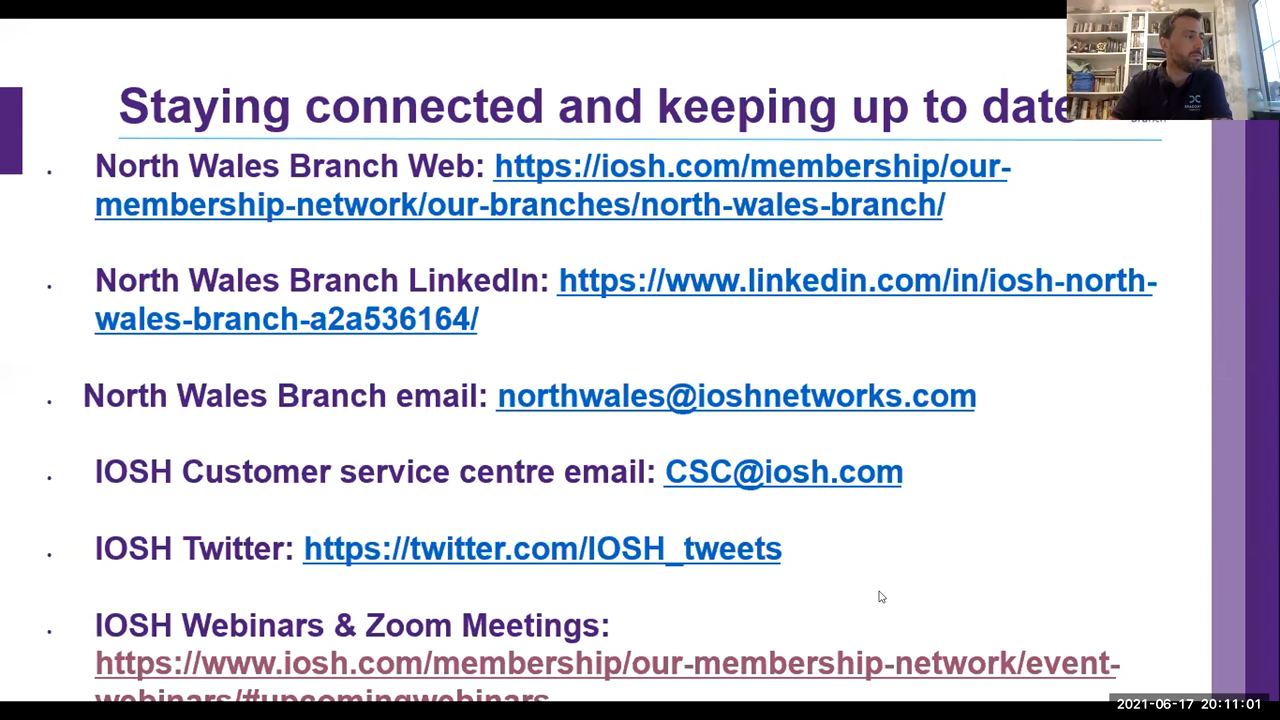 Staying connected and keeping up to date
North Wales Branch Web: https://iosh.com/membership/our-
membership-network/our-branches/north-wales-branch/
North Wales Branch LinkedIn: https://www.linkedin.com/in/iosh-north-
wales-branch-a2a536164/
North Wales Branch email: northwales@ioshnetworks.com
IOSH Customer service centre email: CSC@iosh.com
IOSH Twitter: https://twitter.com/IOSH_tweets
IOSH Webinars & Zoom Meetings:
https://www.iosh.com/membership/our-membership-network/event-
webinars/#upcomingwebinars
2021-06-17 20:11:01